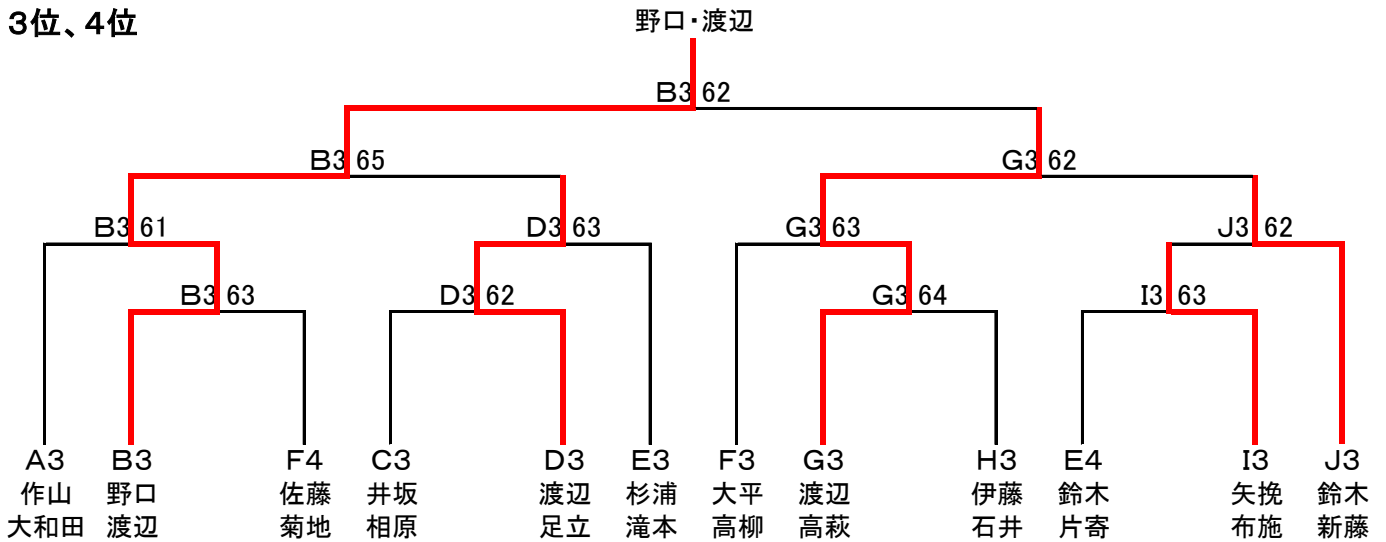 3位、4位
野口・渡辺
B3 62
B3 65
G3 62
B3 61
D3 63
G3 63
J3 62
B3 63
D3 62
G3 64
I3 63
A3 B3 F4 C3 D3 E3 F3 G3 H3 E4 I3 J3
作山 野口 佐藤 井坂 渡辺 杉浦 大平 渡辺 伊藤 鈴木 矢挽 鈴木
大和田 渡辺 菊地 相原 足立 滝本 高柳 高萩 石井 片寄 布施 新藤